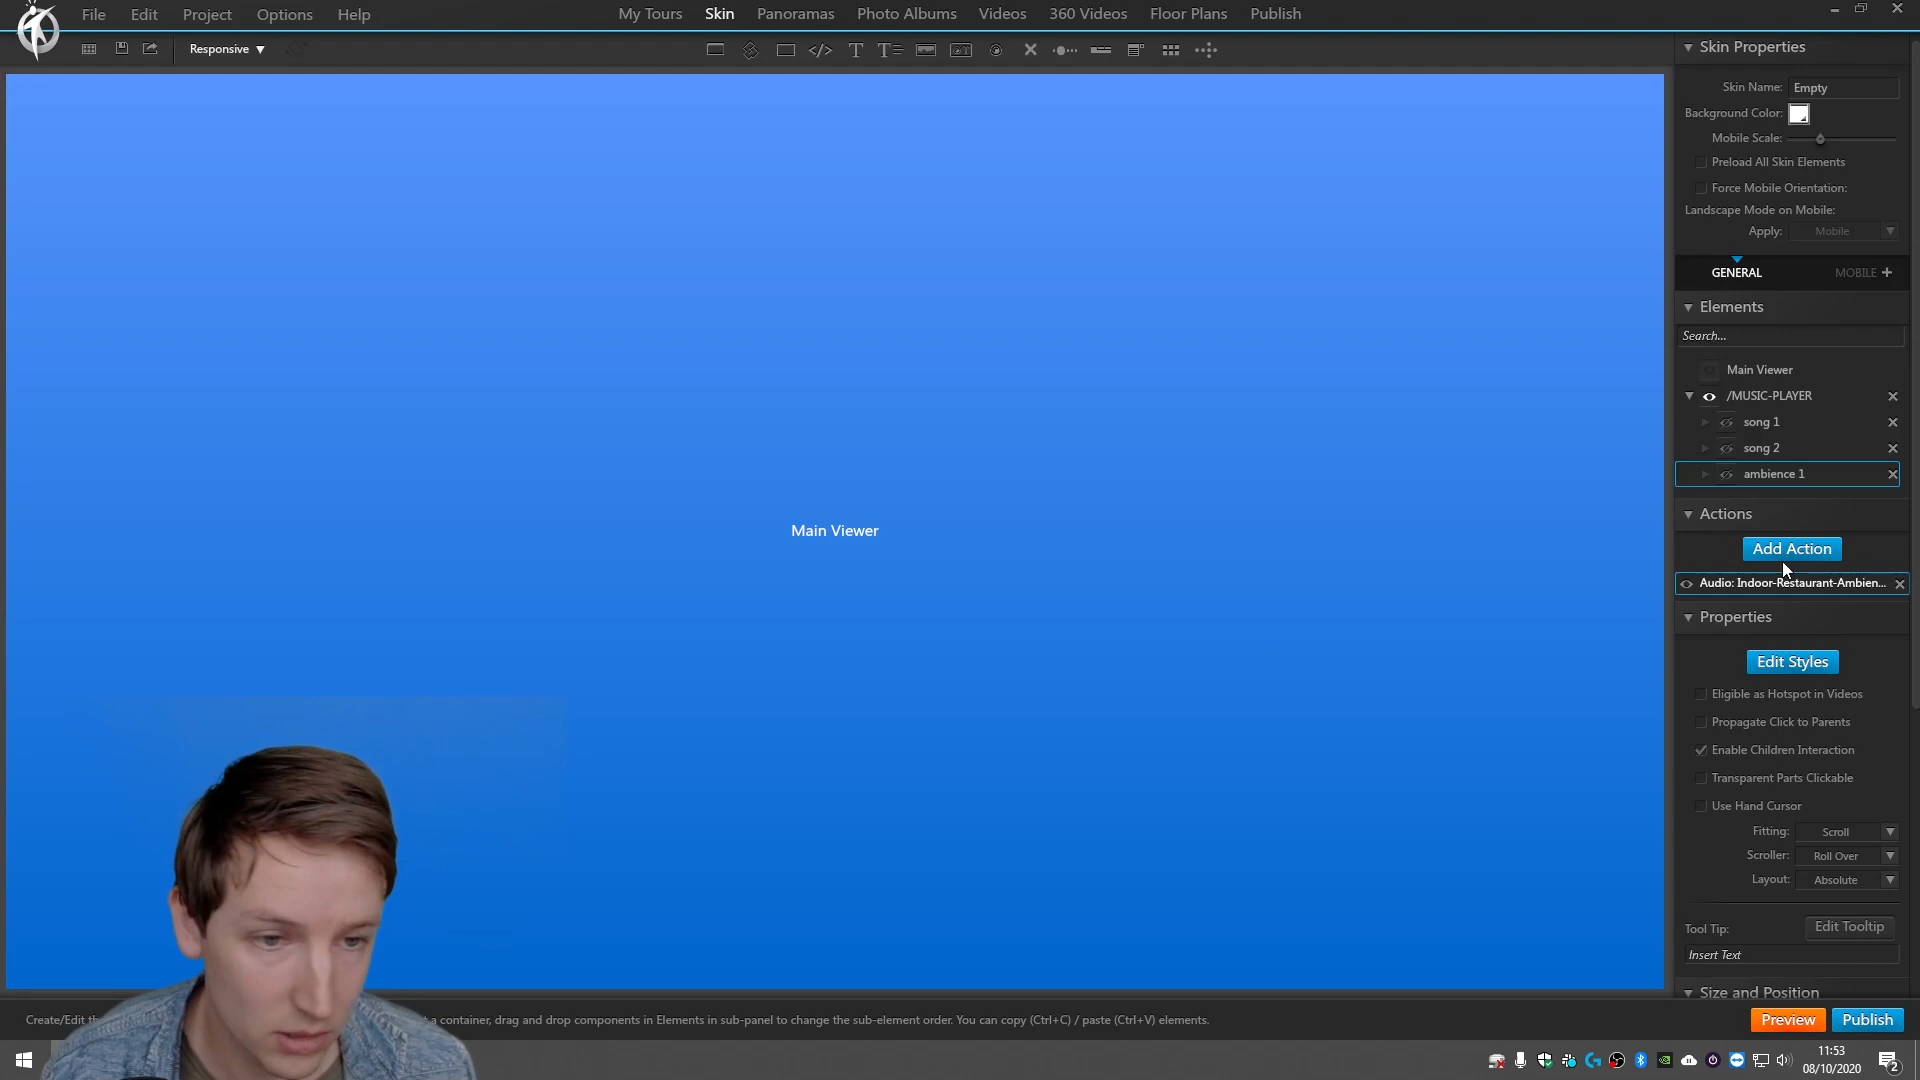 File Edit Project Options Help
My Tours Skin Panoramas Photo Albums Videos 360 Videos Floor Plans Publish
Responsive
Skin Properties
Skin Name: Empty
Background Color:
Mobile Scale:
Preload All Skin Elements
Force Mobile Orientation:
Landscape Mode on Mobile:
Apply: Mobile
GENERAL MOBILE +
Elements
Search...
Main Viewer
/MUSIC-PLAYER
song 1
song 2
ambience 1
Actions
Add Action
Audio: Indoor-Restaurant-Ambien...
Properties
Edit Styles
Eligible as Hotspot in Videos
Propagate Click to Parents
Enable Children Interaction
Transparent Parts Clickable
Use Hand Cursor
Fitting: Scroll
Scroller: Roll Over
Layout: Absolute
Tool Tip: Edit Tooltip
Insert Text
Size and Position
Main Viewer
Create/Edit th
a container, drag and drop components in Elements in sub-panel to change the sub-element order. You can copy (Ctrl+C) / paste (Ctrl+V) elements.
Preview Publish
11:53
08/10/2020
2